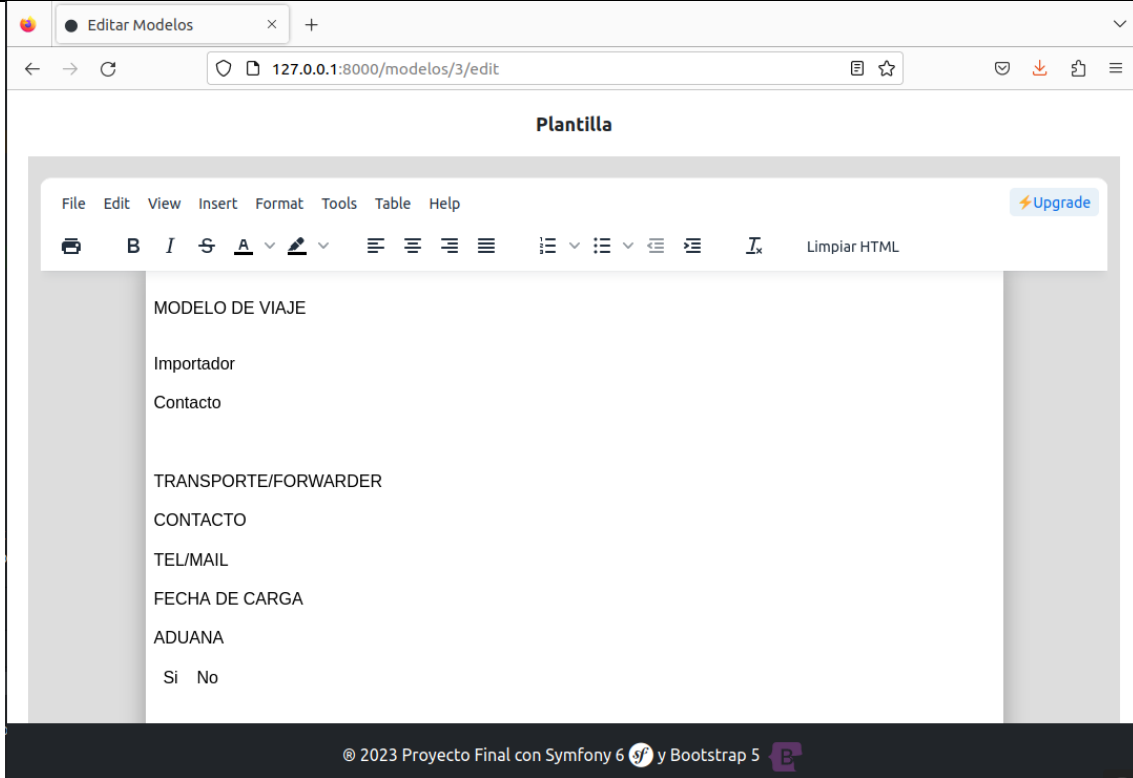 Editar Modelos
127.0.0.1:8000/modelos/3/edit
Plantilla
File Edit View Insert Format Tools Table Help ⚡Upgrade
B I S A Limpiar HTML
MODELO DE VIAJE
Importador
Contacto
TRANSPORTE/FORWARDER
CONTACTO
TEL/MAIL
FECHA DE CARGA
ADUANA
Si No
® 2023 Proyecto Final con Symfony 6 sf y Bootstrap 5 B